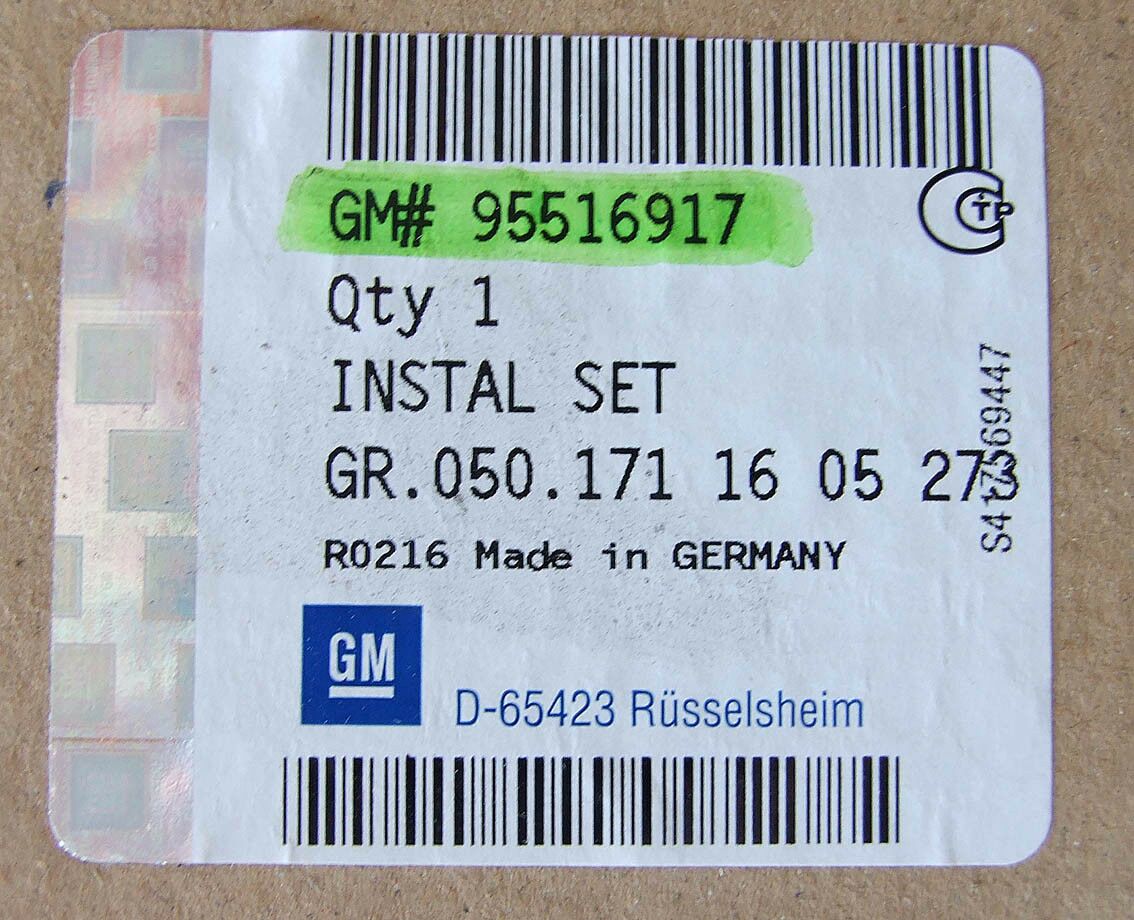 GM# 95516917
Qty 1
INSTAL SET
GR.050.171 16 05 273
R0216 Made in GERMANY
GM
D-65423 Rüsselsheim